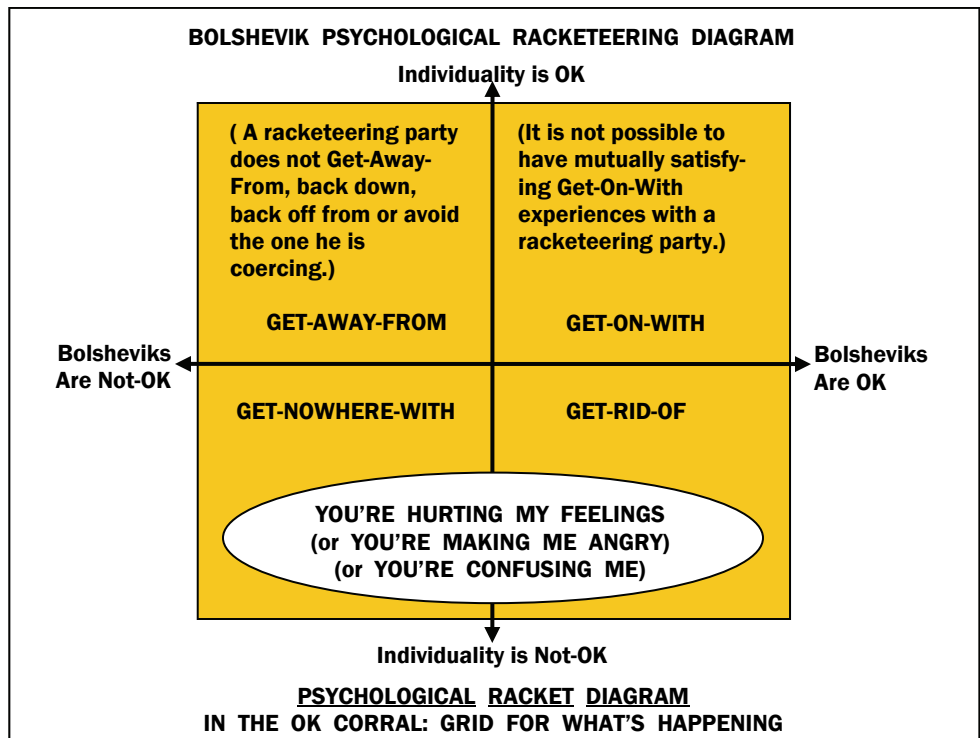 BOLSHEVIK PSYCHOLOGICAL RACKETEERING DIAGRAM
Individuality is OK
( A racketeering party
does not Get-Away-
From, back down,
back off from or avoid
the one he is
coercing.)
(It is not possible to
have mutually satisfy-
ing Get-On-With
experiences with a
racketeering party.)
GET-AWAY-FROM
GET-ON-WITH
Bolsheviks
Are Not-OK
Bolsheviks
Are OK
GET-NOWHERE-WITH
GET-RID-OF
YOU'RE HURTING MY FEELINGS
(or YOU'RE MAKING ME ANGRY)
(or YOU'RE CONFUSING ME)
Individuality is Not-OK
PSYCHOLOGICAL RACKET DIAGRAM
IN THE OK CORRAL: GRID FOR WHAT'S HAPPENING